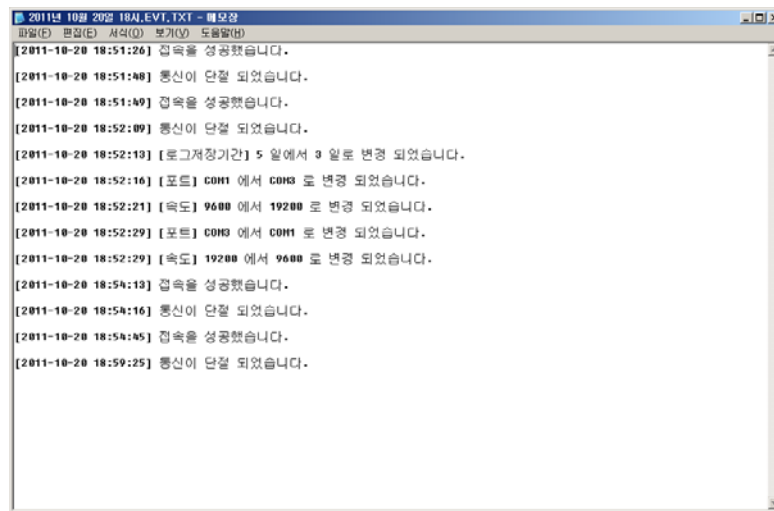 2011년 10월 20일 18시.EVT.TXT - 메모장
파일(F) 편집(E) 서식(O) 보기(V) 도움말(H)
[2011-10-20 18:51:26] 접속을 성공했습니다.
[2011-10-20 18:51:48] 통신이 단절 되었습니다.
[2011-10-20 18:51:49] 접속을 성공했습니다.
[2011-10-20 18:52:09] 통신이 단절 되었습니다.
[2011-10-20 18:52:13] [로그저장기간] 5 일에서 3 일로 변경 되었습니다.
[2011-10-20 18:52:16] [포트] COM1 에서 COM3 로 변경 되었습니다.
[2011-10-20 18:52:21] [속도] 9600 에서 19200 로 변경 되었습니다.
[2011-10-20 18:52:29] [포트] COM3 에서 COM1 로 변경 되었습니다.
[2011-10-20 18:52:29] [속도] 19200 에서 9600 로 변경 되었습니다.
[2011-10-20 18:54:13] 접속을 성공했습니다.
[2011-10-20 18:54:16] 통신이 단절 되었습니다.
[2011-10-20 18:54:45] 접속을 성공했습니다.
[2011-10-20 18:59:25] 통신이 단절 되었습니다.